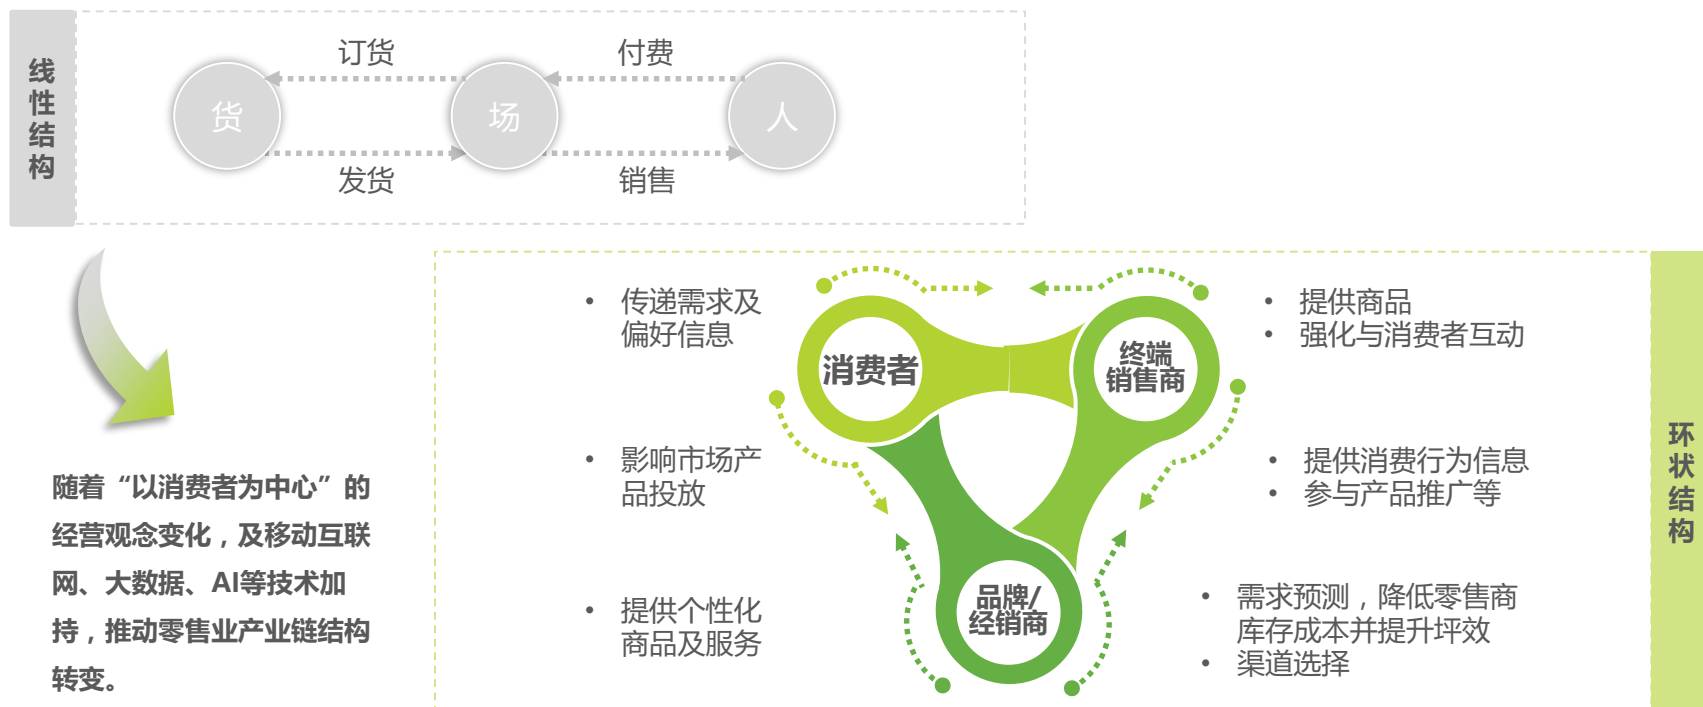 线性结构
订货
付费
货
场
人
发货
销售
随着“以消费者为中心”的
经营观念变化，及移动互联
网、大数据、AI等技术加
持，推动零售业产业链结构
转变。
• 传递需求及
偏好信息
• 影响市场产
品投放
• 提供个性化
商品及服务
消费者
终端
销售商
品牌/
经销商
• 提供商品
• 强化与消费者互动
• 提供消费行为信息
• 参与产品推广等
• 需求预测，降低零售商
库存成本并提升坪效
• 渠道选择
环状结构